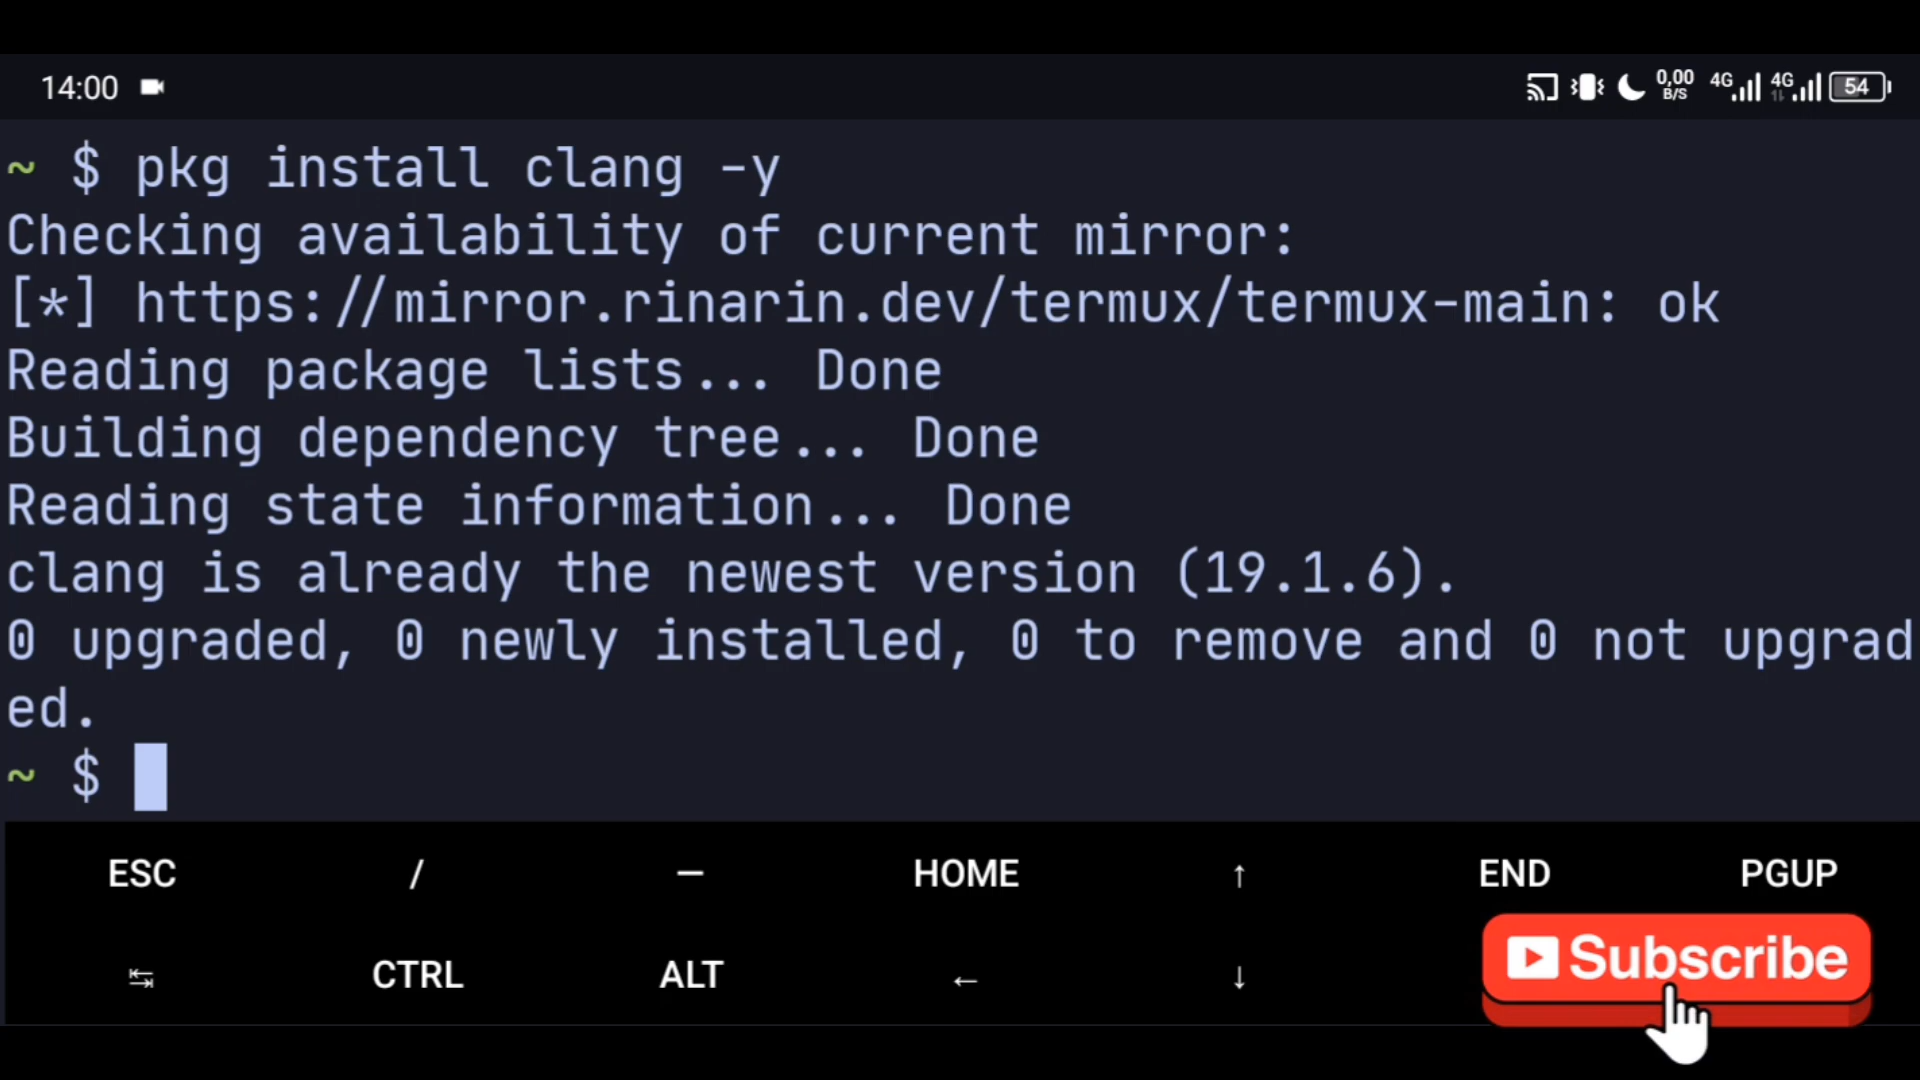 14:00 0,00 B/S 4G 4G 54
~ $ pkg install clang -y
Checking availability of current mirror:
[*] https://mirror.rinarin.dev/termux/termux-main: ok
Reading package lists... Done
Building dependency tree... Done
Reading state information... Done
clang is already the newest version (19.1.6).
0 upgraded, 0 newly installed, 0 to remove and 0 not upgrad
ed.
~ $
ESC / — HOME ↑ END PGUP
↹ CTRL ALT ← ↓
Subscribe